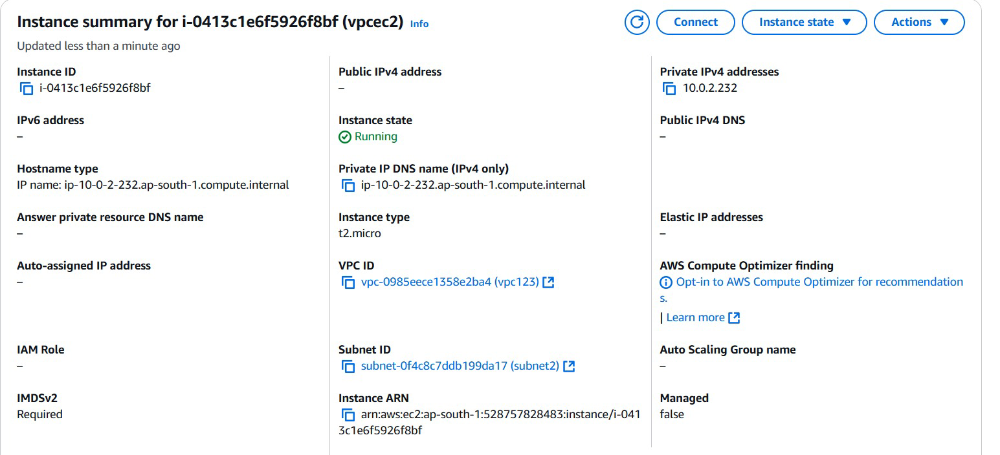 Instance summary for i-0413c1e6f5926f8bf (vpcec2) Info
Connect
Instance state
Actions
Updated less than a minute ago
Instance ID
i-0413c1e6f5926f8bf
Public IPv4 address
–
Private IPv4 addresses
10.0.2.232
IPv6 address
–
Instance state
Running
Public IPv4 DNS
–
Hostname type
IP name: ip-10-0-2-232.ap-south-1.compute.internal
Private IP DNS name (IPv4 only)
ip-10-0-2-232.ap-south-1.compute.internal
Answer private resource DNS name
–
Instance type
t2.micro
Elastic IP addresses
–
Auto-assigned IP address
–
VPC ID
vpc-0985eece1358e2ba4 (vpc123)
AWS Compute Optimizer finding
Opt-in to AWS Compute Optimizer for recommendation
s.
| Learn more
IAM Role
–
Subnet ID
subnet-0f4c8c7ddb199da17 (subnet2)
Auto Scaling Group name
–
IMDSv2
Required
Instance ARN
arn:aws:ec2:ap-south-1:528757828483:instance/i-041
3c1e6f5926f8bf
Managed
false